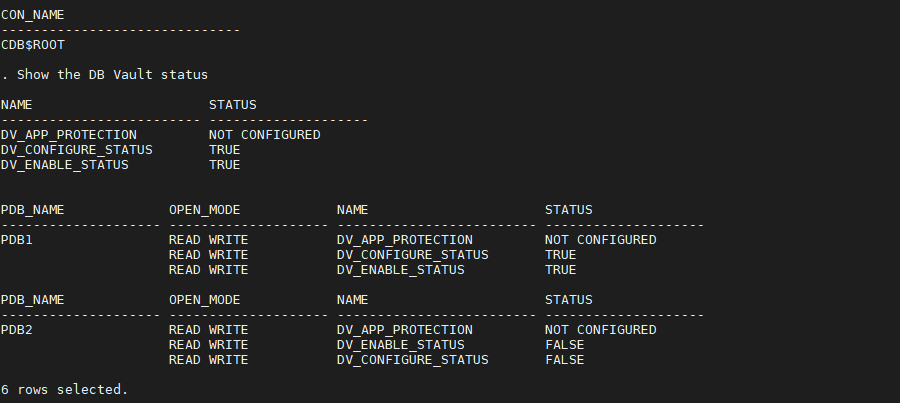 CON_NAME
------------------------------
CDB$ROOT
. Show the DB Vault status
NAME                      STATUS
------------------------- --------------------
DV_APP_PROTECTION         NOT CONFIGURED
DV_CONFIGURE_STATUS       TRUE
DV_ENABLE_STATUS          TRUE
PDB_NAME             OPEN_MODE            NAME                      STATUS
-------------------- -------------------- ------------------------- --------------------
PDB1                 READ WRITE           DV_APP_PROTECTION         NOT CONFIGURED
                     READ WRITE           DV_CONFIGURE_STATUS       TRUE
                     READ WRITE           DV_ENABLE_STATUS          TRUE
PDB_NAME             OPEN_MODE            NAME                      STATUS
-------------------- -------------------- ------------------------- --------------------
PDB2                 READ WRITE           DV_APP_PROTECTION         NOT CONFIGURED
                     READ WRITE           DV_ENABLE_STATUS          FALSE
                     READ WRITE           DV_CONFIGURE_STATUS       FALSE
6 rows selected.